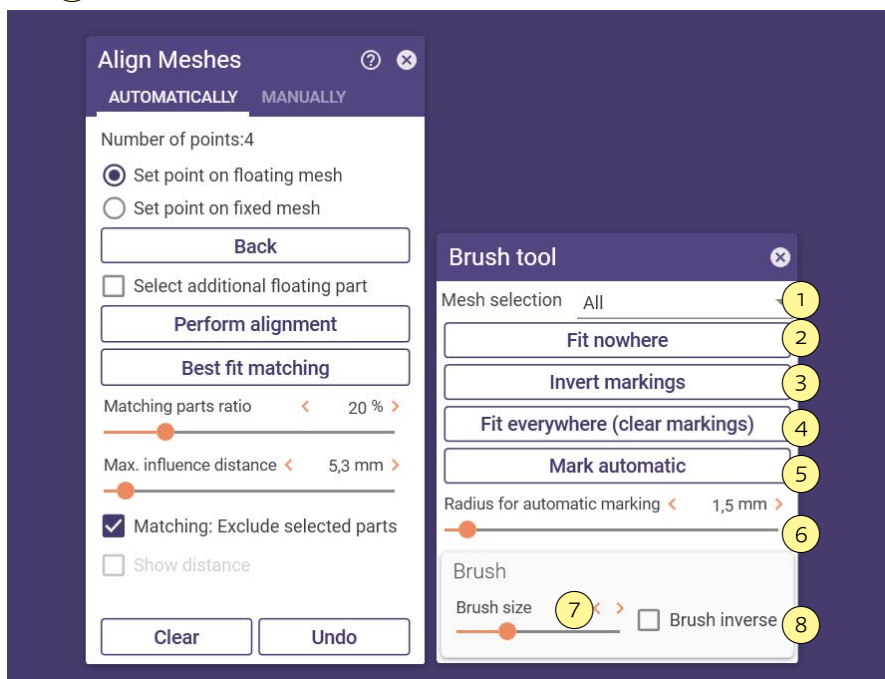 Align Meshes
AUTOMATICALLY MANUALLY
Number of points:4
Set point on floating mesh
Set point on fixed mesh
Back
Select additional floating part
Perform alignment
Best fit matching
Matching parts ratio < 20 % >
Max. influence distance < 5,3 mm >
Matching: Exclude selected parts
Show distance
Clear Undo
Brush tool
Mesh selection All 1
Fit nowhere 2
Invert markings 3
Fit everywhere (clear markings) 4
Mark automatic 5
Radius for automatic marking < 1,5 mm >
6
Brush
Brush size 7 < > Brush inverse 8